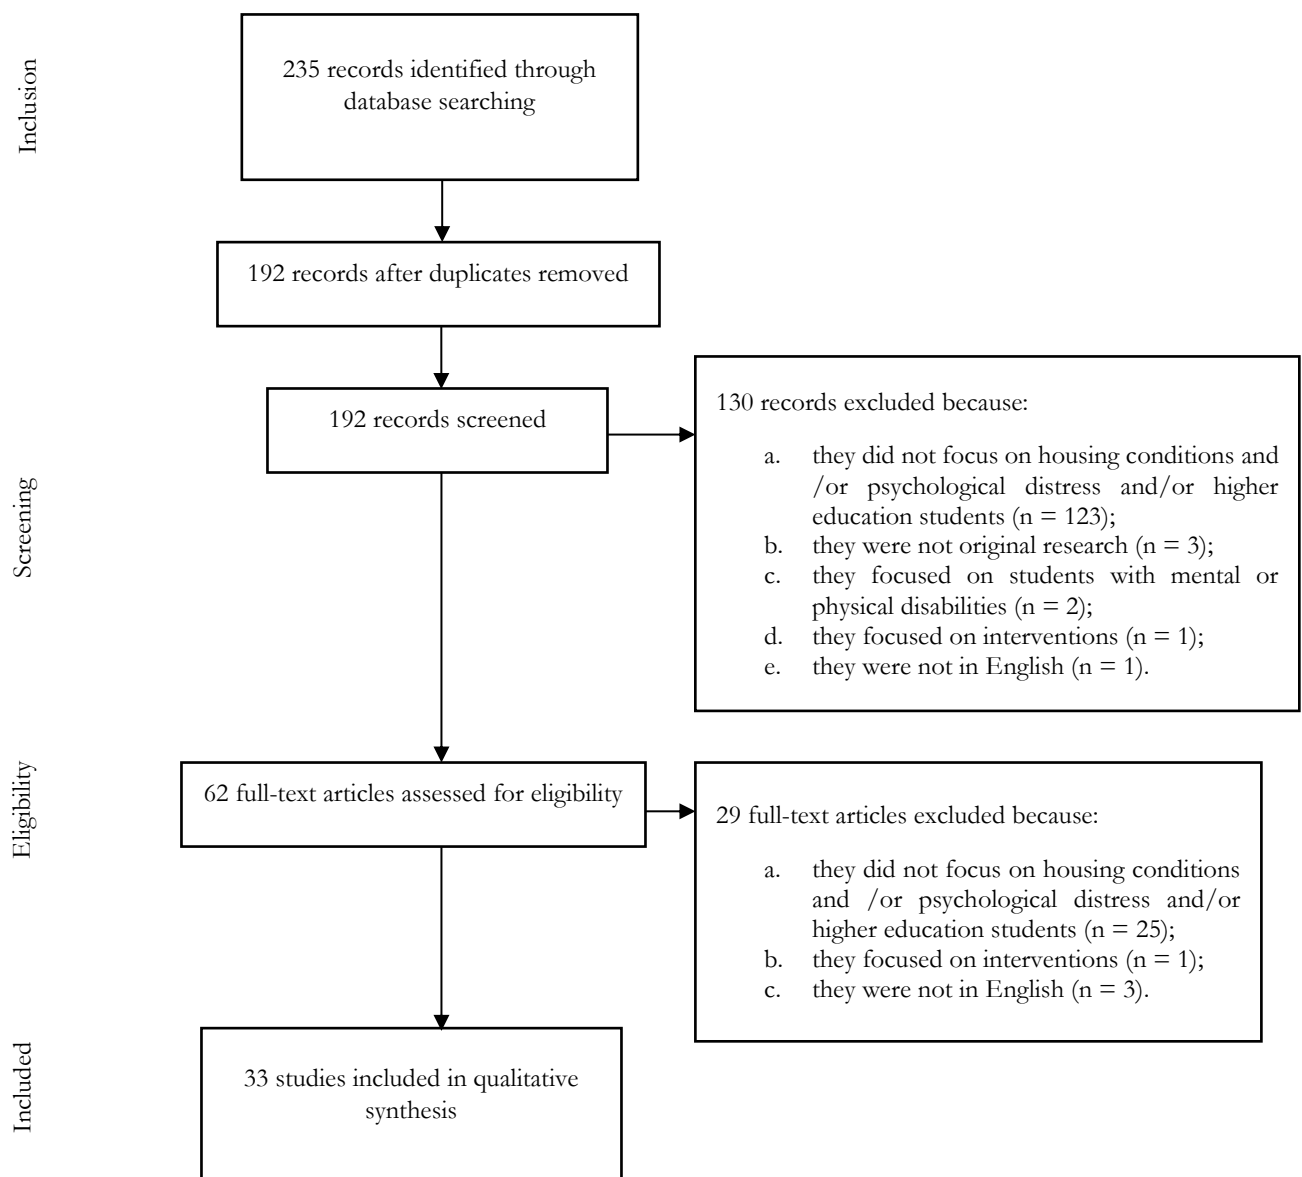 Inclusion
235 records identified through
database searching
192 records after duplicates removed
Screening
192 records screened
130 records excluded because:
a. they did not focus on housing conditions and
/or psychological distress and/or higher
education students (n = 123);
b. they were not original research (n = 3);
c. they focused on students with mental or
physical disabilities (n = 2);
d. they focused on interventions (n = 1);
e. they were not in English (n = 1).
Eligibility
62 full-text articles assessed for eligibility
29 full-text articles excluded because:
a. they did not focus on housing conditions
and /or psychological distress and/or
higher education students (n = 25);
b. they focused on interventions (n = 1);
c. they were not in English (n = 3).
Included
33 studies included in qualitative
synthesis